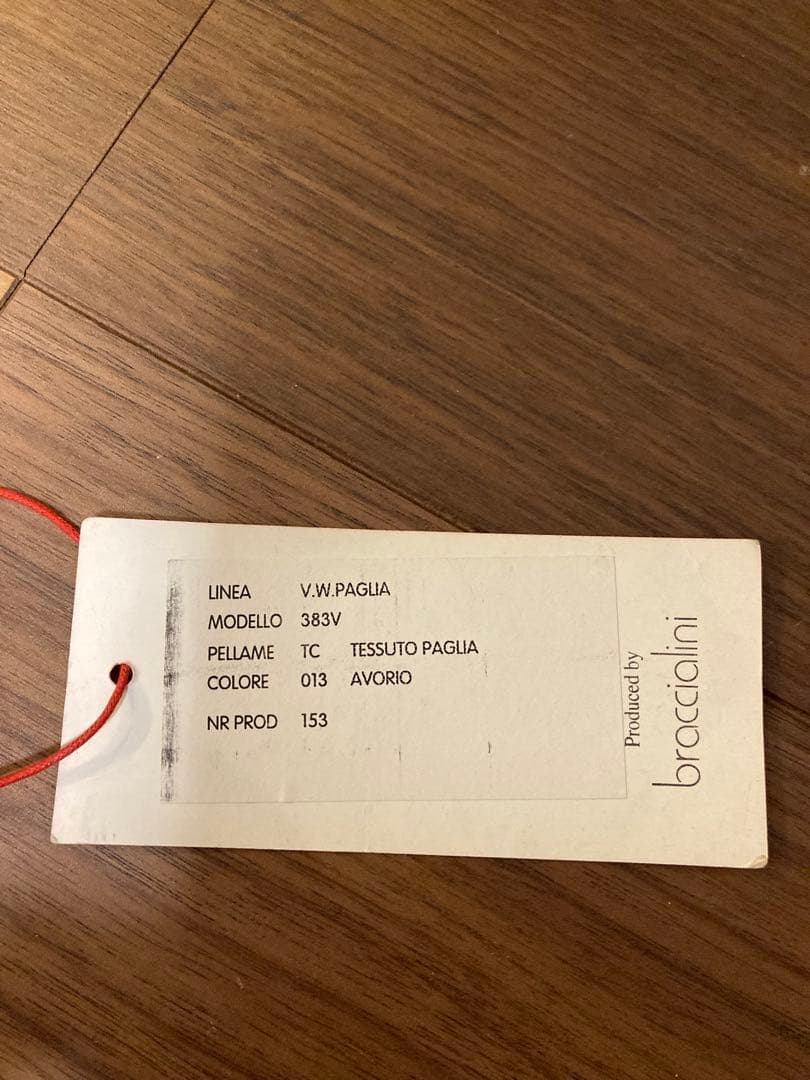 LINEA V.W.PAGLIA
MODELLO 383V
PELLAME TC TESSUTO PAGLIA
COLORE 013 AVORIO
NR PROD 153
Produced by
braccialini